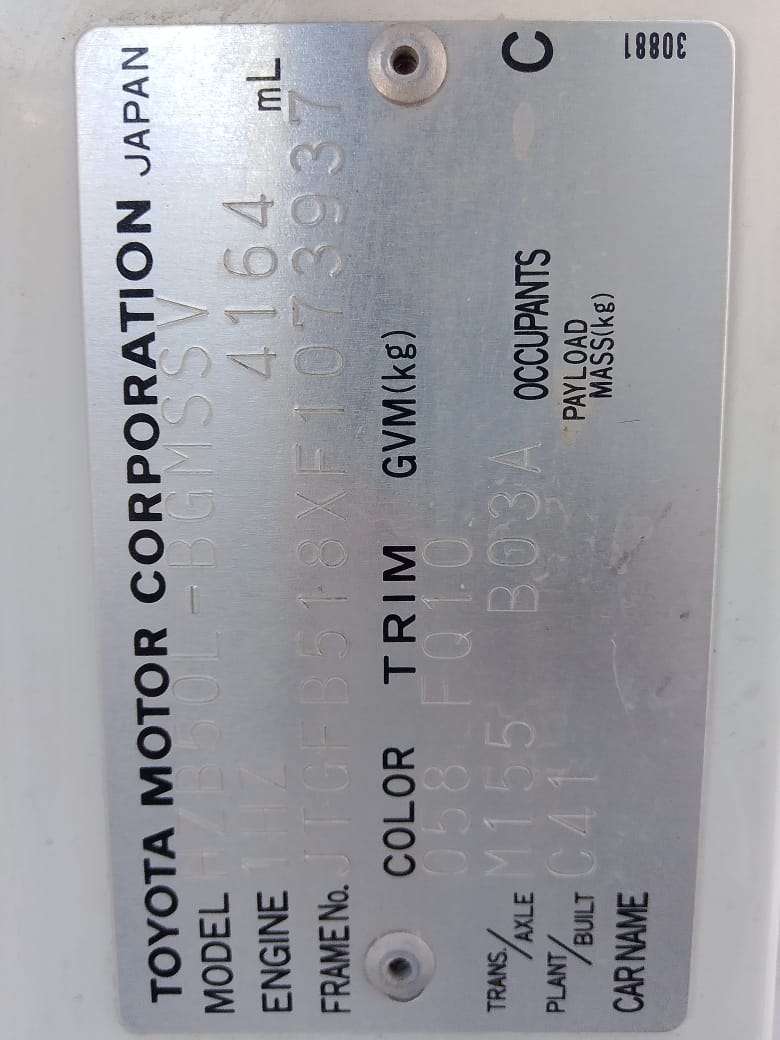 TOYOTA MOTOR CORPORATION JAPAN
MODEL HZB50L-BGMSSV
ENGINE 1HZ 4164 mL
FRAME No. JTGFB518XF1073937
COLOR TRIM GVM(kg)
058 FQ10
TRANS./AXLE M155 B03A OCCUPANTS C
PLANT/BUILT C41 PAYLOAD MASS(kg)
CAR NAME 30881